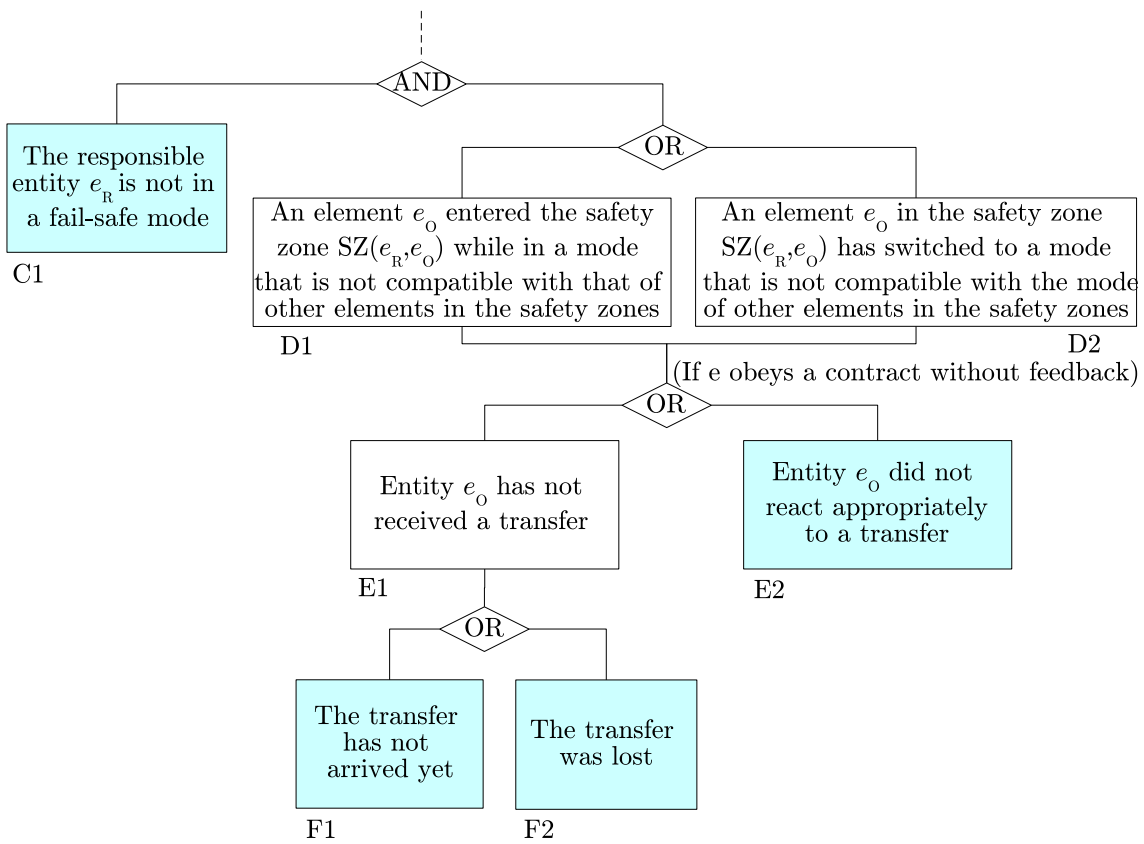 AND
OR
The responsible
entity e_R is not in
a fail-safe mode
C1
An element e_O entered the safety
zone SZ(e_R,e_O) while in a mode
that is not compatible with that of
other elements in the safety zones
D1
An element e_O in the safety zone
SZ(e_R,e_O) has switched to a mode
that is not compatible with the mode
of other elements in the safety zones
D2
(If e obeys a contract without feedback)
OR
Entity e_O has not
received a transfer
E1
Entity e_O did not
react appropriately
to a transfer
E2
OR
The transfer
has not
arrived yet
F1
The transfer
was lost
F2